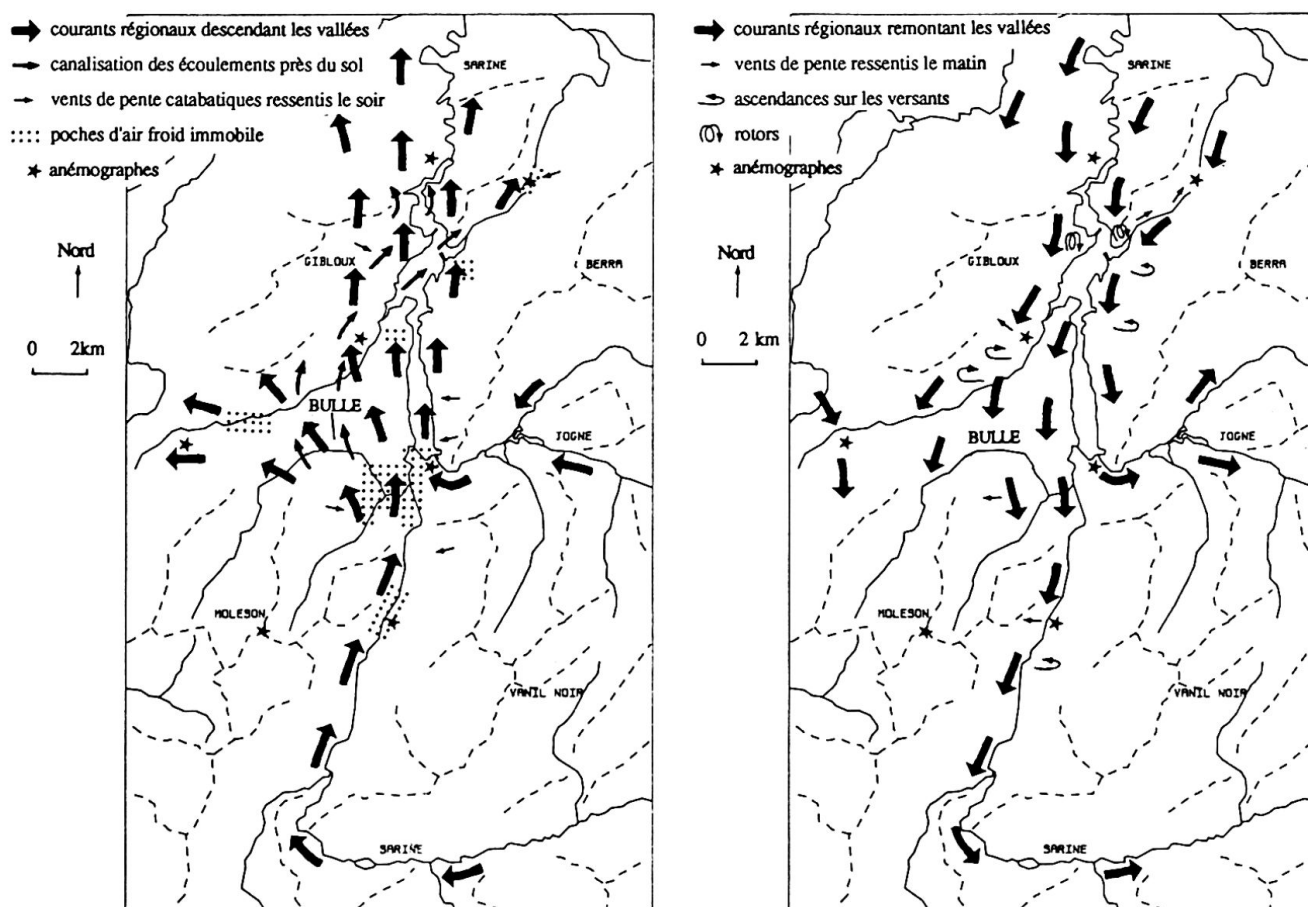 courants régionaux descendant les vallées
canalisation des écoulements près du sol
vents de pente catabatiques ressentis le soir
poches d'air froid immobile
anémographes
SARINE
Nord
GIBLOUX
BERRA
0 2km
BULLE
JOGNE
MOLESON
VANIL NOIR
SARINE
courants régionaux remontant les vallées
vents de pente ressentis le matin
ascendances sur les versants
rotors
anémographes
SARINE
Nord
GIBLOUX
BERRA
0 2 km
BULLE
JOGNE
MOLESON
VANIL NOIR
SARINE